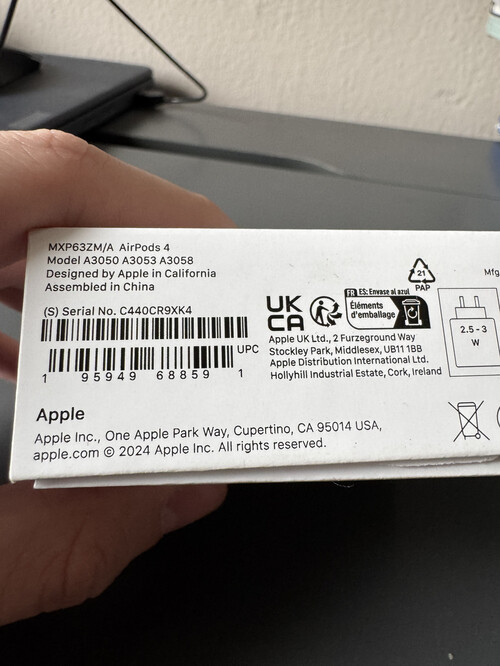 MXP63ZM/A AirPods 4
Model A3050 A3053 A3058
Designed by Apple in California
Assembled in China
(S) Serial No. C440CR9XK4
UPC
1 95949 68859 1
Apple
Apple Inc., One Apple Park Way, Cupertino, CA 95014 USA,
apple.com © 2024 Apple Inc. All rights reserved.
UK
CA
FR ES: Envase al azul
Éléments
d'emballage
Apple UK Ltd., 2 Furzeground Way
Stockley Park, Middlesex, UB11 1BB
Apple Distribution International Ltd.
Hollyhill Industrial Estate, Cork, Ireland
21
PAP
Mfg
2.5 - 3
W